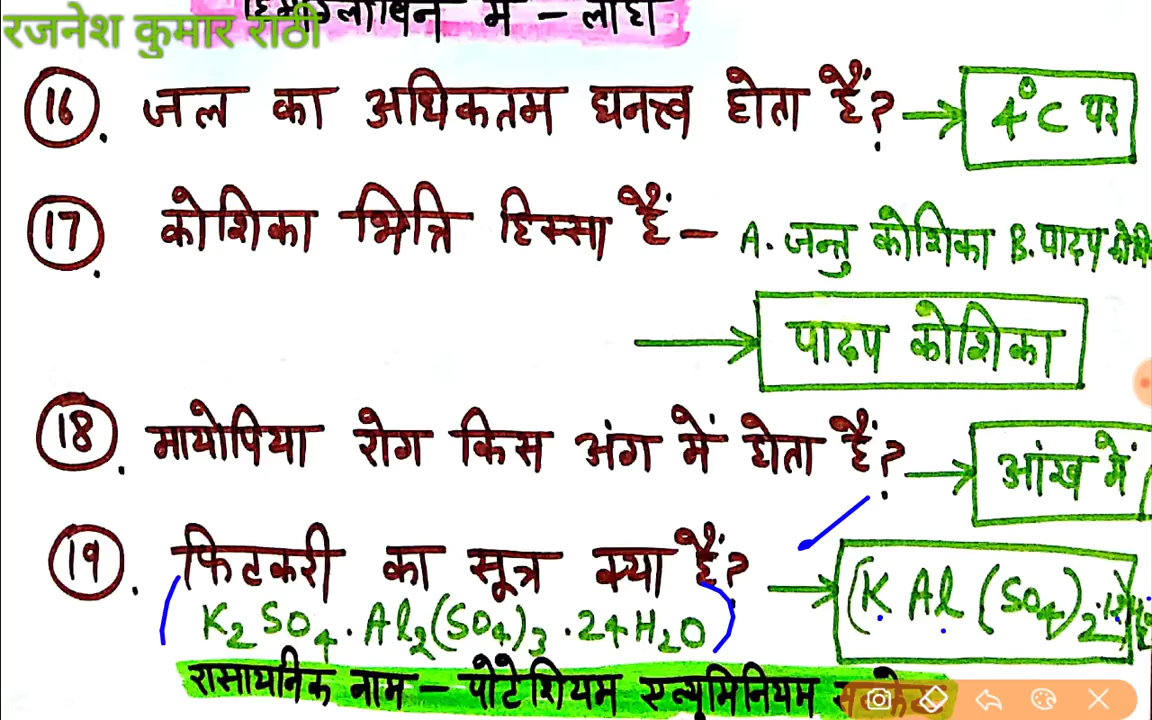 हिमोग्लोबिन में - लोहा
रजनेश कुमार राठी
16. जल का अधिकतम घनत्त्व होता हैं? → 4°C पर
17. कोशिका भित्ति हिस्सा हैं - A. जन्तु कोशिका B. पादप
→ पादप कोशिका
18. मायोपिया रोग किस अंग में होता हैं? → आंख में
19. फिटकरी का सूत्र क्या हैं? → (K Al (SO₄)₂.12
(K₂SO₄.Al₂(SO₄)₃.24H₂O)
रासायनिक नाम - पोटेशियम एल्युमिनियम